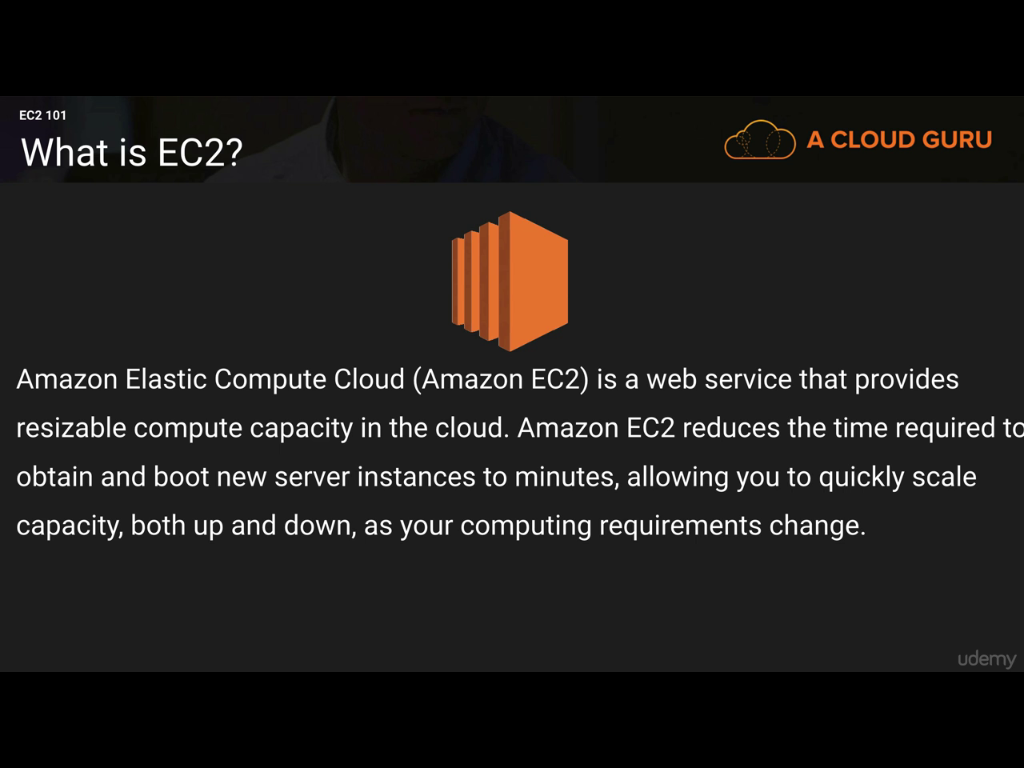 EC2 101
What is EC2?
A CLOUD GURU
Amazon Elastic Compute Cloud (Amazon EC2) is a web service that provides
resizable compute capacity in the cloud. Amazon EC2 reduces the time required to
obtain and boot new server instances to minutes, allowing you to quickly scale
capacity, both up and down, as your computing requirements change.
udemy